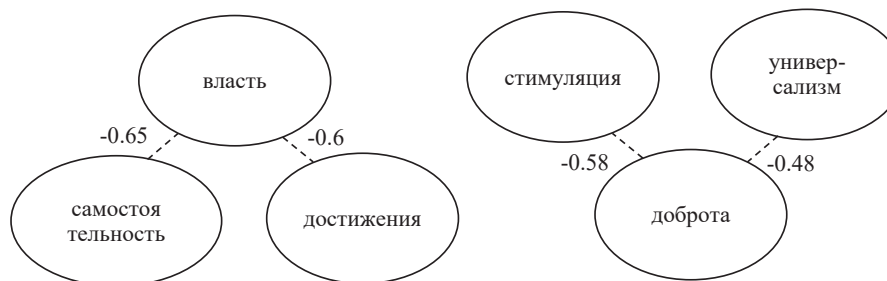 власть
стимуляция
универ-
сализм
-0.65
-0.6
-0.58
-0.48
самостоя
тельность
достижения
доброта